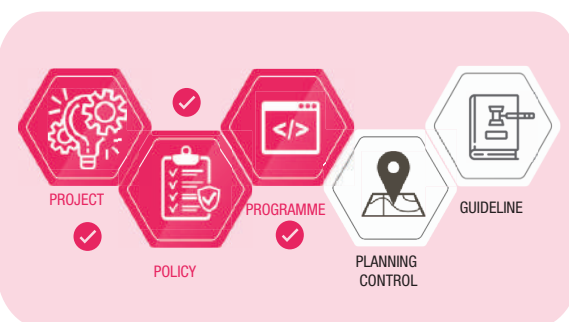 PROJECT
POLICY
</>
PROGRAMME
PLANNING
CONTROL
GUIDELINE